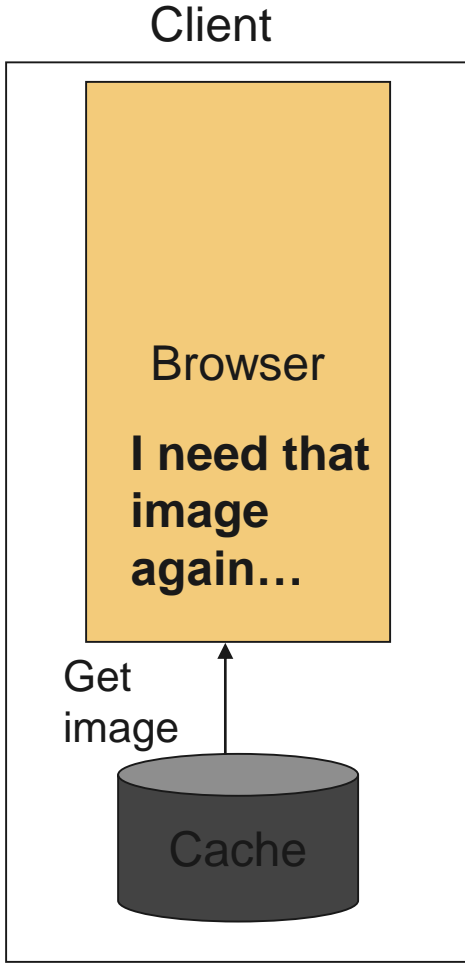 Client
Browser
I need that
image
again…
Get
image
Cache